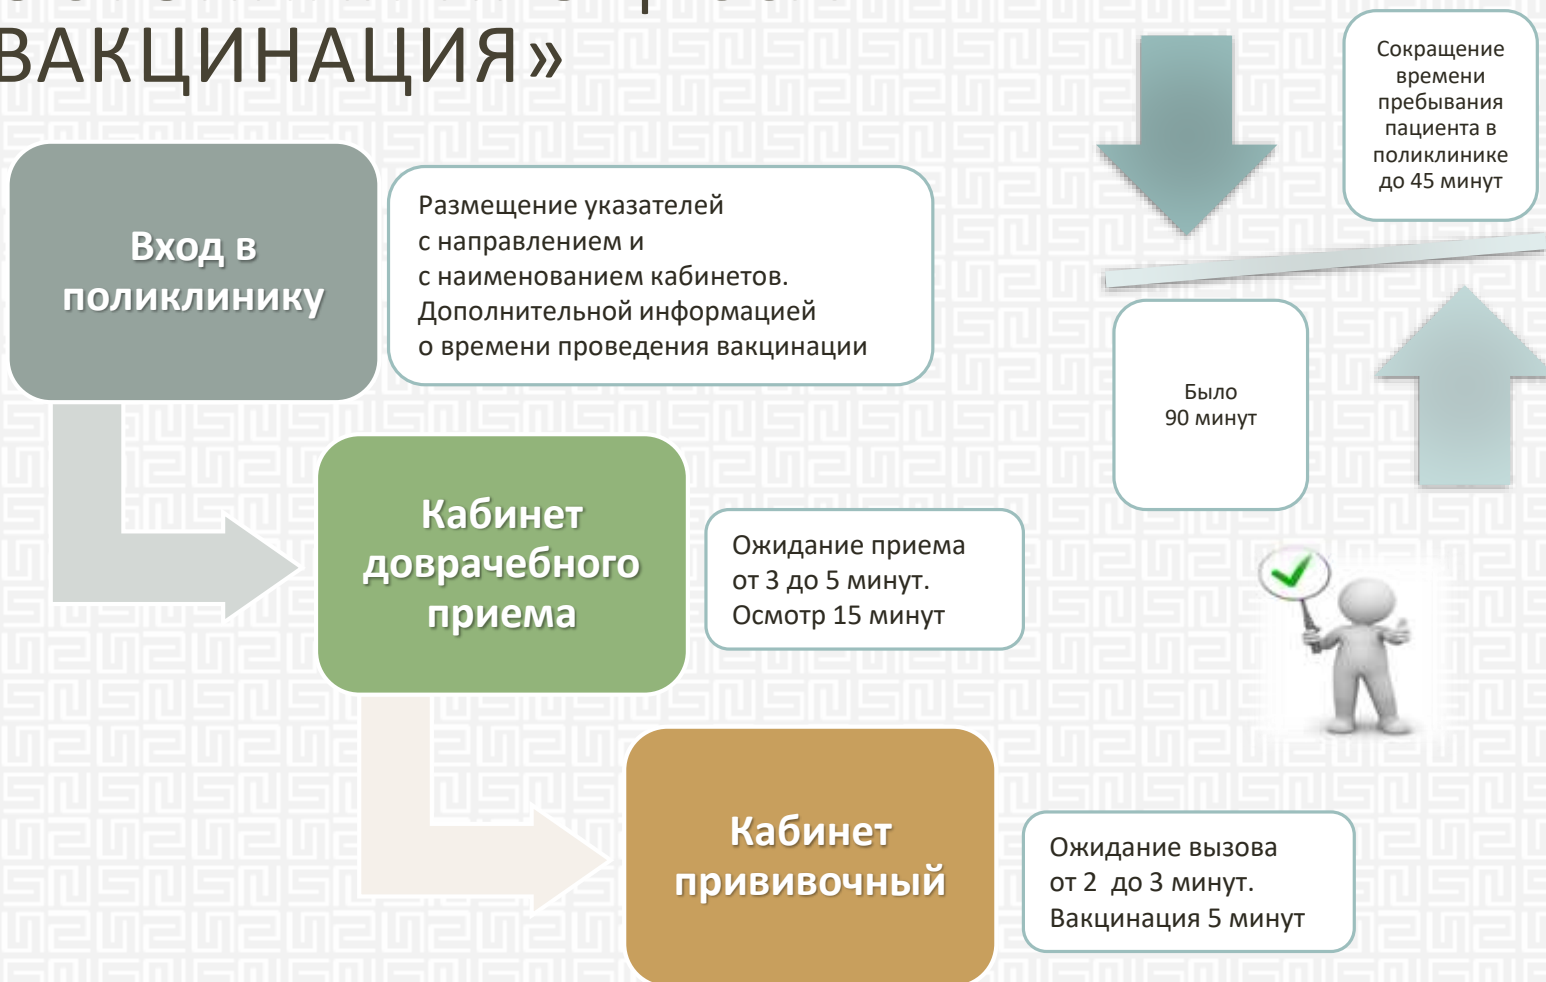 ВАКЦИНАЦИЯ»
Сокращение
времени
пребывания
пациента в
поликлинике
до 45 минут
Вход в
поликлинику
Размещение указателей
с направлением и
с наименованием кабинетов.
Дополнительной информацией
о времени проведения вакцинации
Было
90 минут
Кабинет
доврачебного
приема
Ожидание приема
от 3 до 5 минут.
Осмотр 15 минут
Кабинет
прививочный
Ожидание вызова
от 2 до 3 минут.
Вакцинация 5 минут